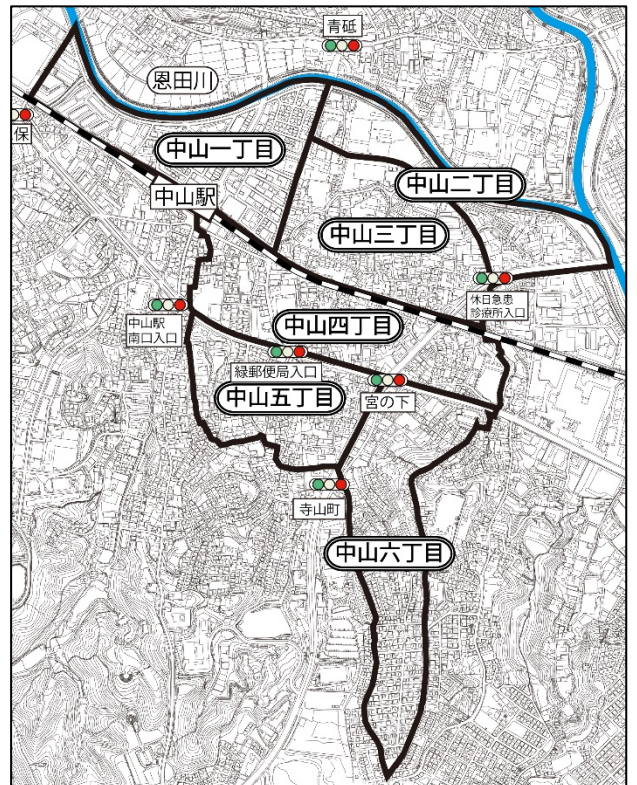 青砥
恩田川
保
中山一丁目
中山二丁目
中山駅
中山三丁目
休日急患
診療所入口
中山駅
南口入口
中山四丁目
緑郵便局入口
中山五丁目
宮の下
寺山町
中山六丁目